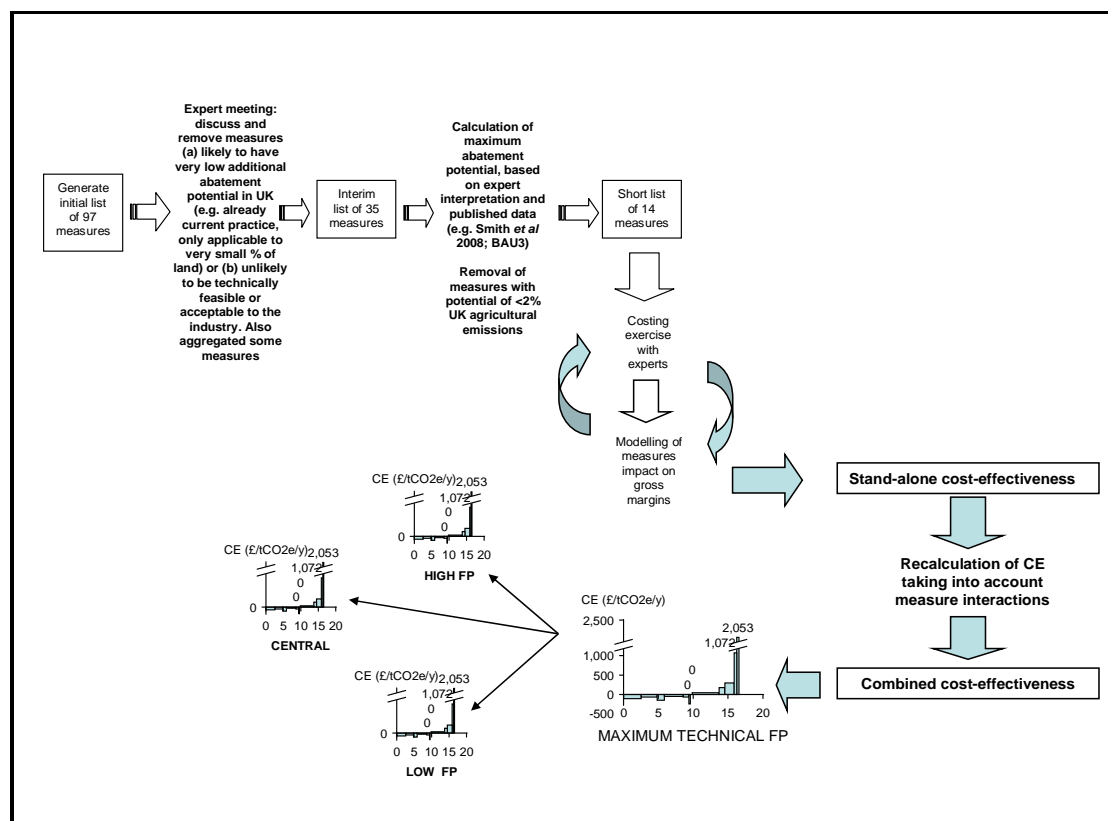 Generate
initial list
of 97
measures
Expert meeting:
discuss and
remove measures
(a) likely to have
very low additional
abatement
potential in UK
(e.g. already
current practice,
only applicable to
very small % of
land) or (b) unlikely
to be technically
feasible or
acceptable to the
industry. Also
aggregated some
measures
Interim
list of 35
measures
Calculation of
maximum
abatement
potential, based
on expert
interpretation and
published data
(e.g. Smith et al
2008; BAU3)
Removal of
measures with
potential of <2%
UK agricultural
emissions
Short list
of 14
measures
Costing
exercise
with
experts
Modelling of
measures
impact on
gross
margins
Stand-alone cost-effectiveness
Recalculation of CE
taking into account
measure interactions
Combined cost-effectiveness
CE (£/tCO2e/y)
2,500
2,053
1,072
1,000
500
0
-500
0
0
0 5 10 15 20
MAXIMUM TECHNICAL FP
CE (£/tCO2e/y) 2,053
1,072
0
0
0
0 5 10 15 20
HIGH FP
CE (£/tCO2e/y) 2,053
1,072
0
0
0
0 5 10 15 20
CENTRAL
CE (£/tCO2e/y) 2,053
1,072
0
0
0
0 5 10 15 20
LOW FP